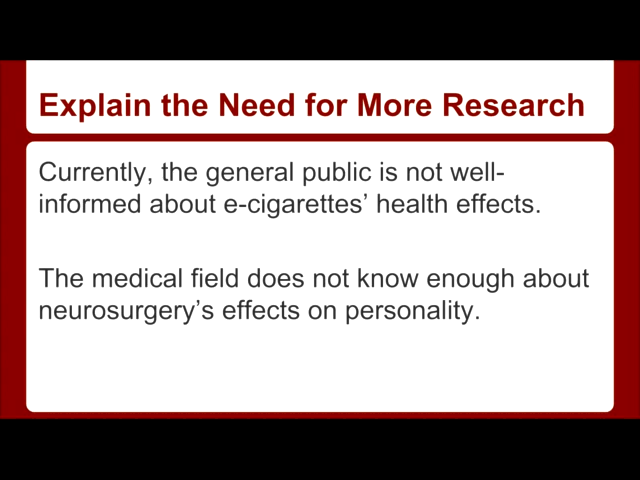 Explain the Need for More Research
Currently, the general public is not well-
informed about e-cigarettes’ health effects.
The medical field does not know enough about
neurosurgery’s effects on personality.